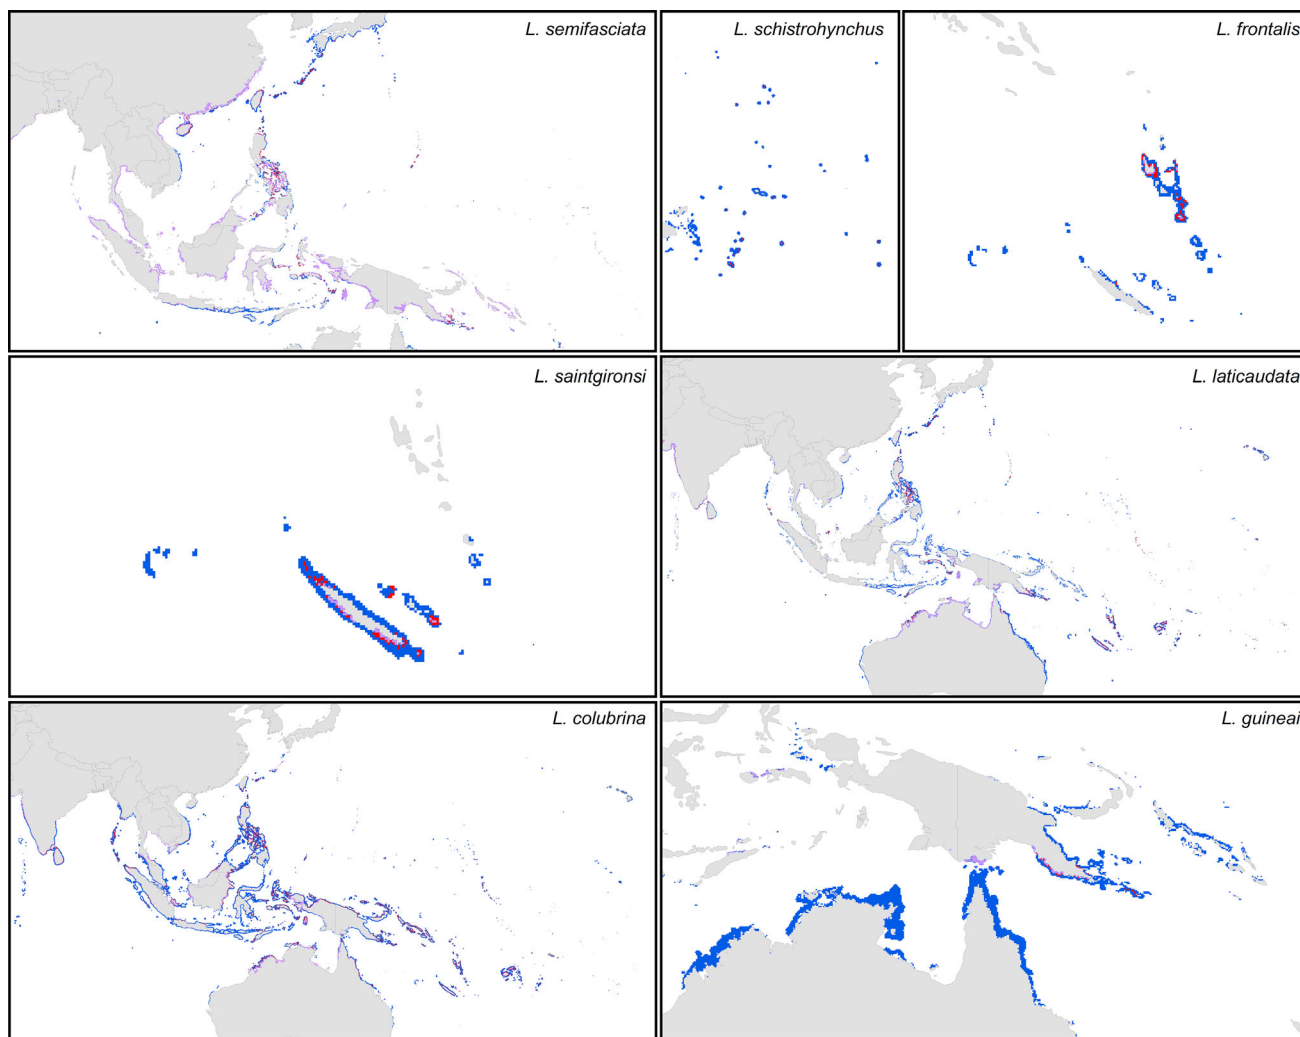 L. semifasciata
L. schistrohynchus
L. frontalis
L. saintgironsi
L. laticaudata
L. colubrina
L. guineai